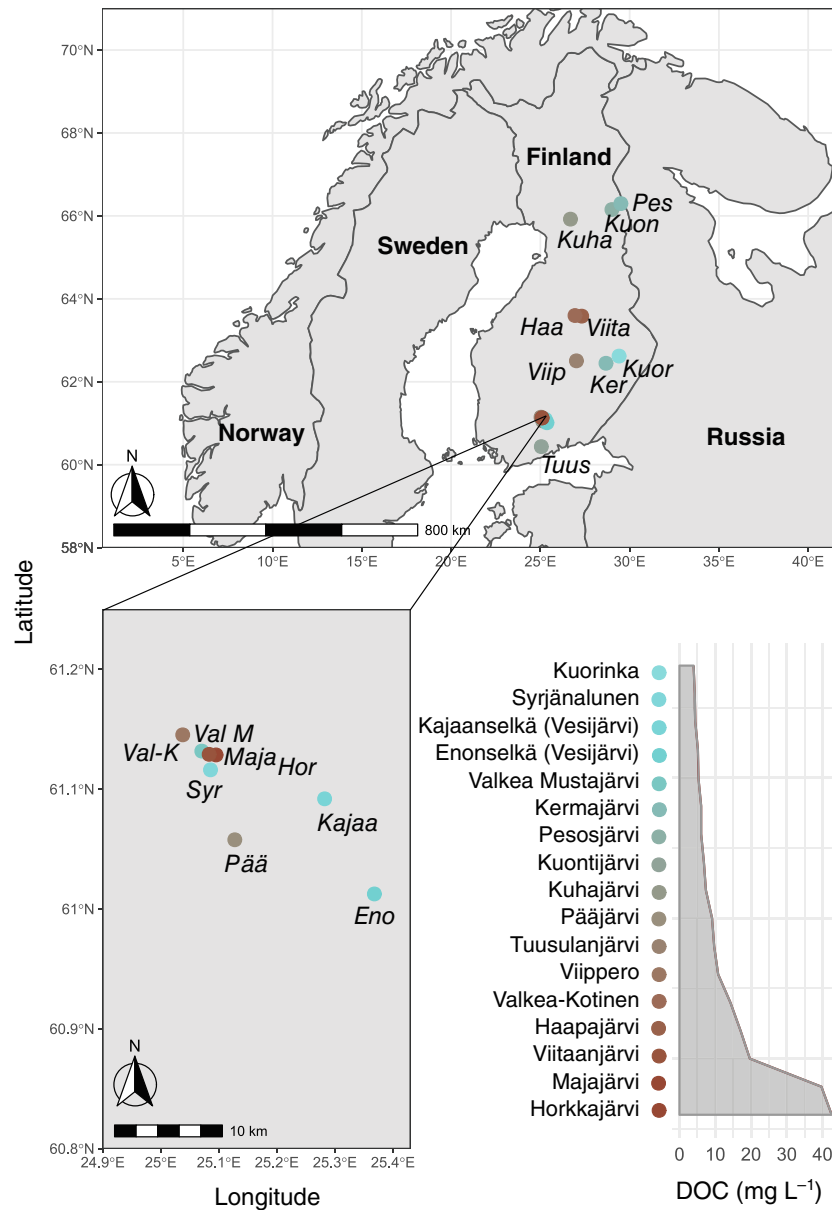 70°N
68°N
66°N
64°N
62°N
60°N
58°N
Finland
Pes
Kuon
Kuha
Sweden
Haa
Viita
Viip
Kuor
Ker
Norway
Russia
Tuus
N
800 km
5°E
10°E
15°E
20°E
25°E
30°E
35°E
40°E
Latitude
61.2°N
61.1°N
61°N
60.9°N
60.8°N
Val M
Val-K
Maja
Hor
Syr
Kajaa
Pää
Eno
N
10 km
24.9°E
25°E
25.1°E
25.2°E
25.3°E
25.4°E
Longitude
Kuorinka
Syrjänalunen
Kajaanselkä (Vesijärvi)
Enonselkä (Vesijärvi)
Valkea Mustajärvi
Kermajärvi
Pesosjärvi
Kuontijärvi
Kuhajärvi
Pääjärvi
Tuusulanjärvi
Viippero
Valkea-Kotinen
Haapajärvi
Viitaanjärvi
Majajärvi
Horkkajärvi
0 10 20 30 40
DOC (mg L⁻¹)